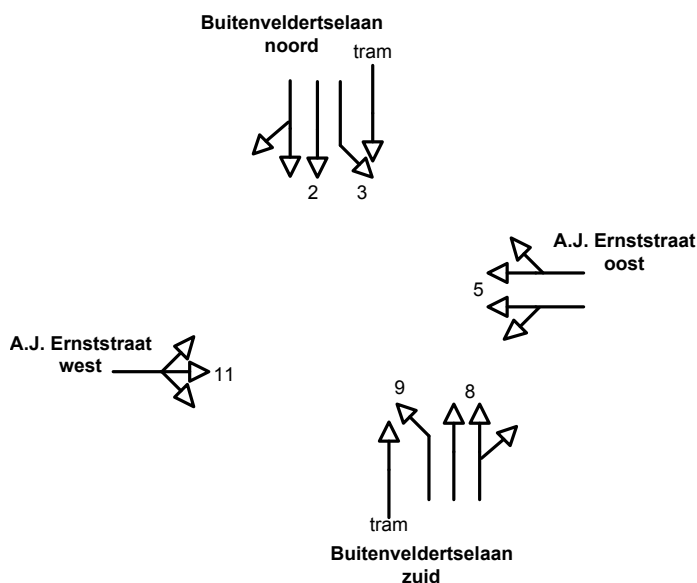 Buitenveldertselaan
noord
tram
2
3
A.J. Ernststraat
oost
5
A.J. Ernststraat
west
11
9
8
tram
Buitenveldertselaan
zuid